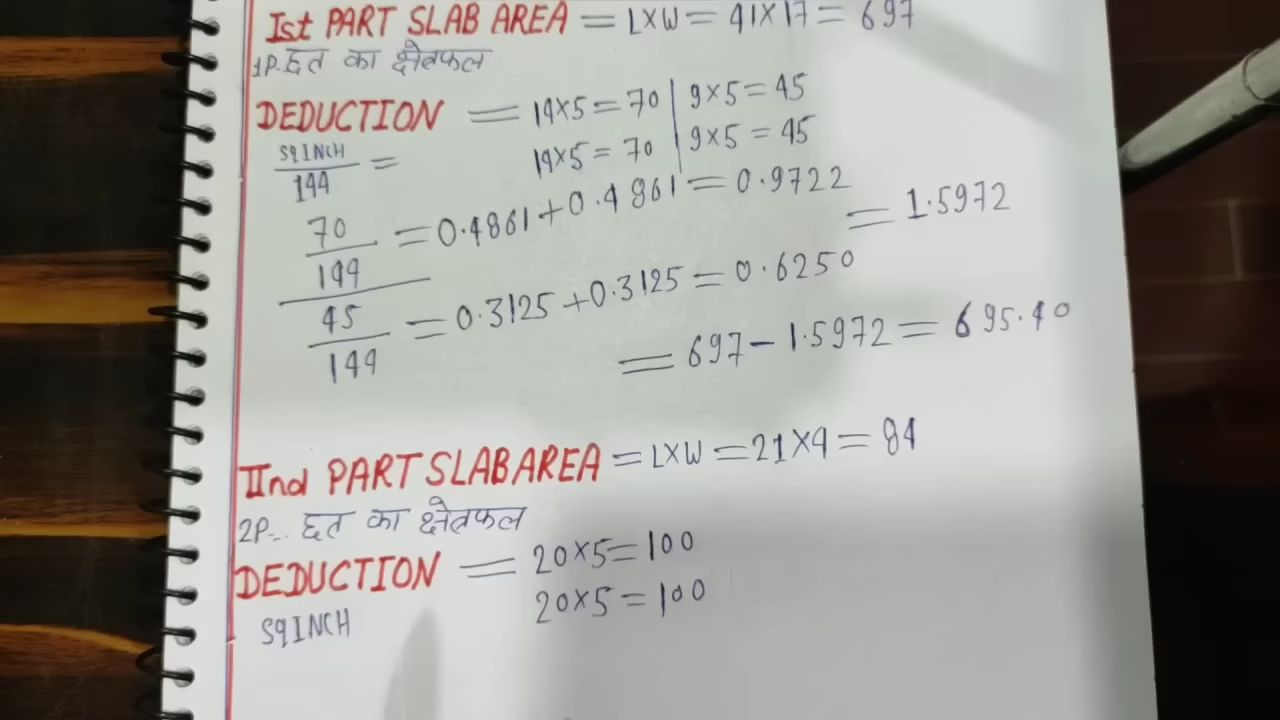 Ist PART SLAB AREA = L×W = 41×17 = 697
1P. छत का क्षेत्रफल
DEDUCTION = 14×5=70 | 9×5=45
SqINCH/144 = 14×5=70 | 9×5=45
70/144 = 0.4861+0.4861=0.9722
= 1.5972
45/144 = 0.3125+0.3125=0.6250
= 697-1.5972= 695.40
IInd PART SLAB AREA = L×W =21×4=84
2P-. छत का क्षेत्रफल
DEDUCTION = 20×5=100
SqINCH 20×5=100